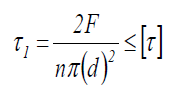 τ₁ = 2F / nπ(d)² ≤ [τ]